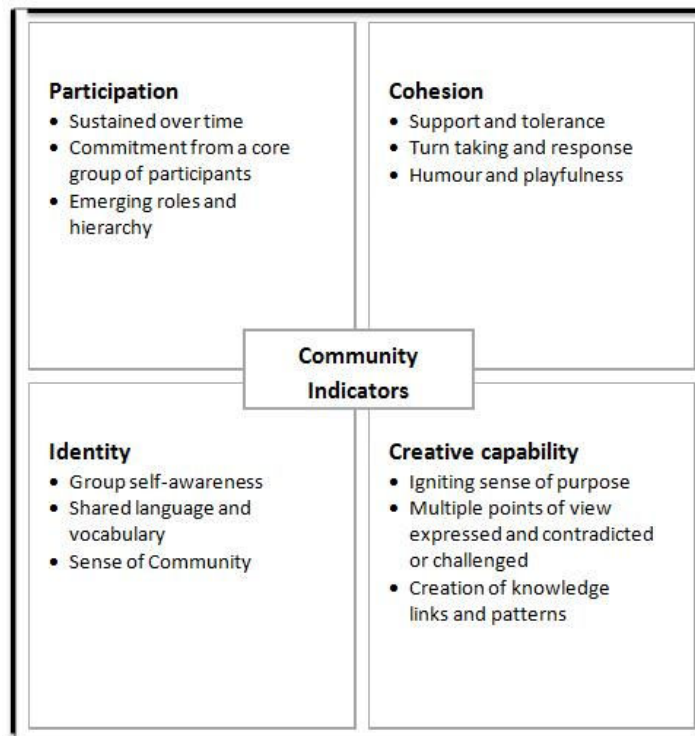 Participation
• Sustained over time
• Commitment from a core
group of participants
• Emerging roles and
hierarchy
Cohesion
• Support and tolerance
• Turn taking and response
• Humour and playfulness
Community
Indicators
Identity
• Group self-awareness
• Shared language and
vocabulary
• Sense of Community
Creative capability
• Igniting sense of purpose
• Multiple points of view
expressed and contradicted
or challenged
• Creation of knowledge
links and patterns